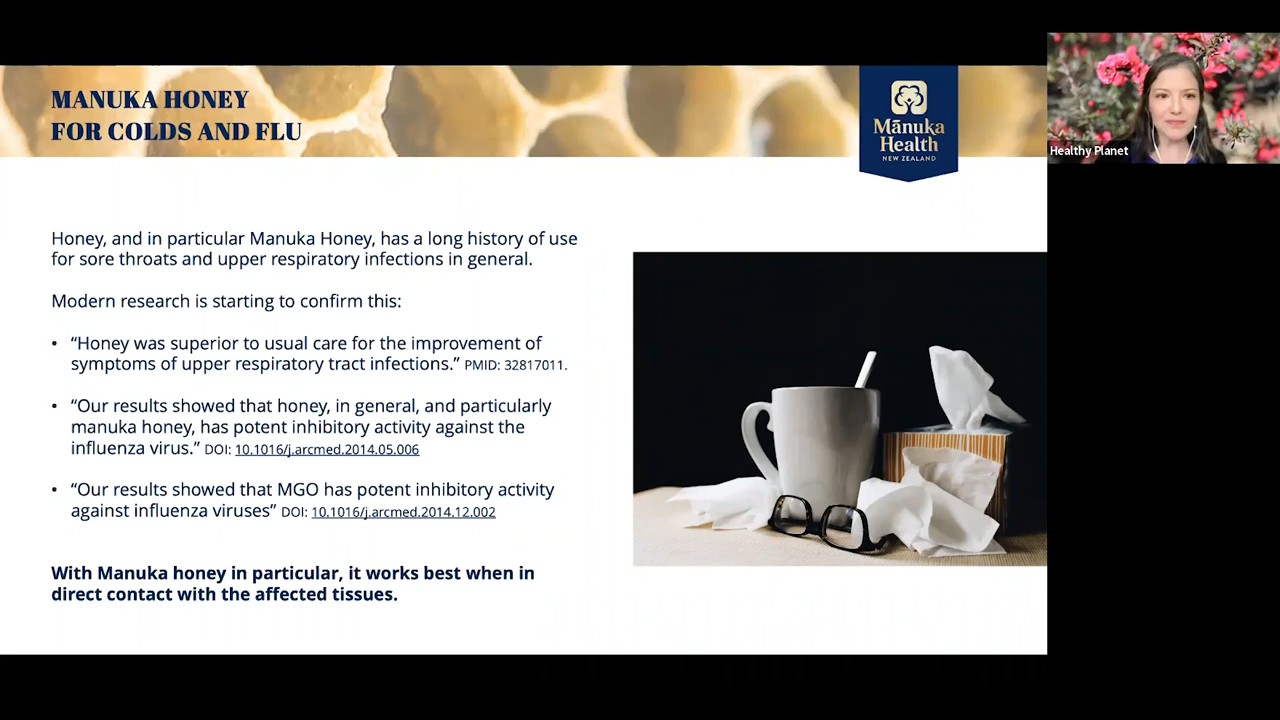 MANUKA HONEY
FOR COLDS AND FLU
Mānuka
Health
NEW ZEALAND
Healthy Planet
Honey, and in particular Manuka Honey, has a long history of use
for sore throats and upper respiratory infections in general.
Modern research is starting to confirm this:
• “Honey was superior to usual care for the improvement of
symptoms of upper respiratory tract infections.” PMID: 32817011.
• “Our results showed that honey, in general, and particularly
manuka honey, has potent inhibitory activity against the
influenza virus.” DOI: 10.1016/j.arcmed.2014.05.006
• “Our results showed that MGO has potent inhibitory activity
against influenza viruses” DOI: 10.1016/j.arcmed.2014.12.002
With Manuka honey in particular, it works best when in
direct contact with the affected tissues.